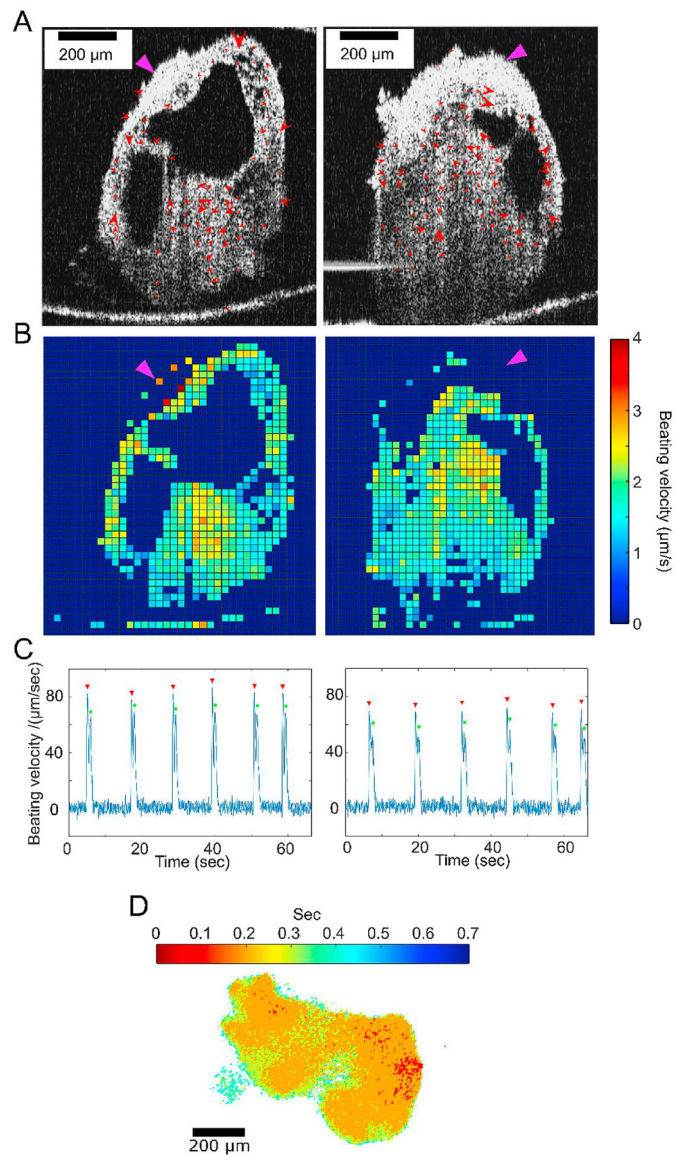 A
200 µm
200 µm
B
4
3
2
1
0
Beating velocity (µm/s)
C
Beating velocity /(µm/sec)
80
40
0
0 20 40 60
Time (sec)
80
40
0
0 20 40 60
Time (sec)
D
Sec
0 0.1 0.2 0.3 0.4 0.5 0.6 0.7
200 µm